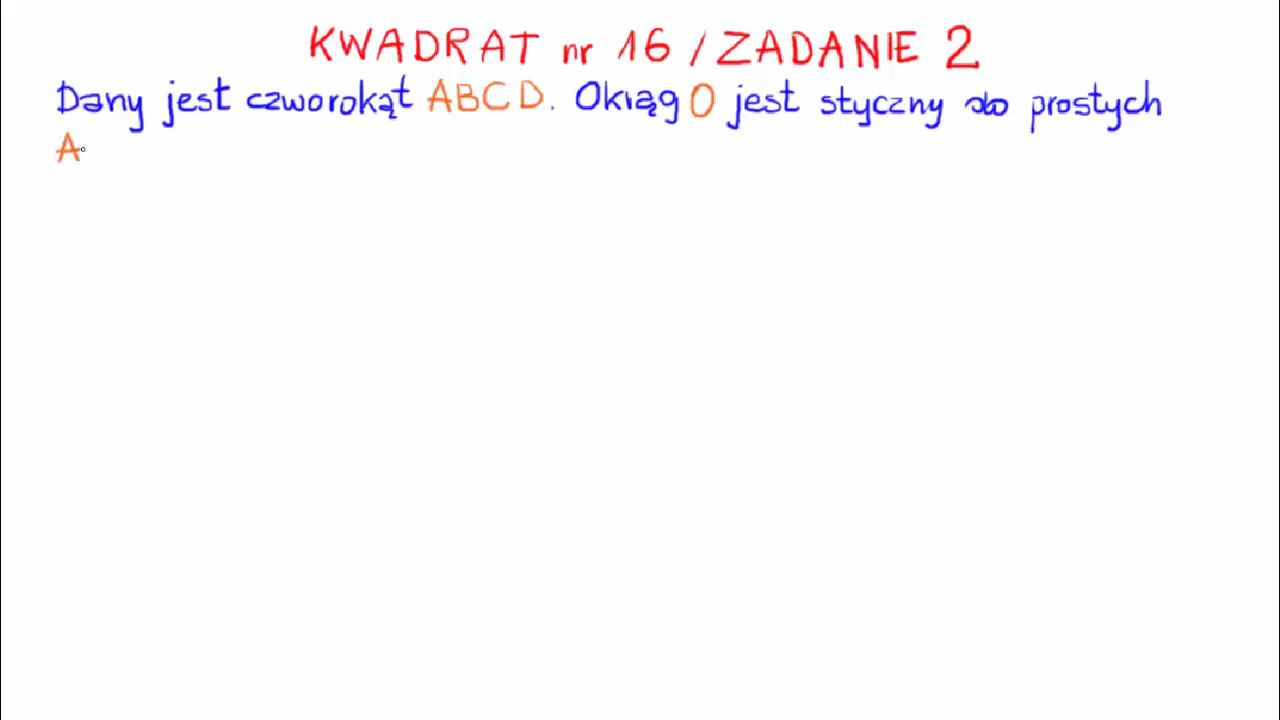 KWADRAT nr 16 / ZADANIE 2
Dany jest czworokąt ABCD. Okrąg O jest styczny do prostych
A